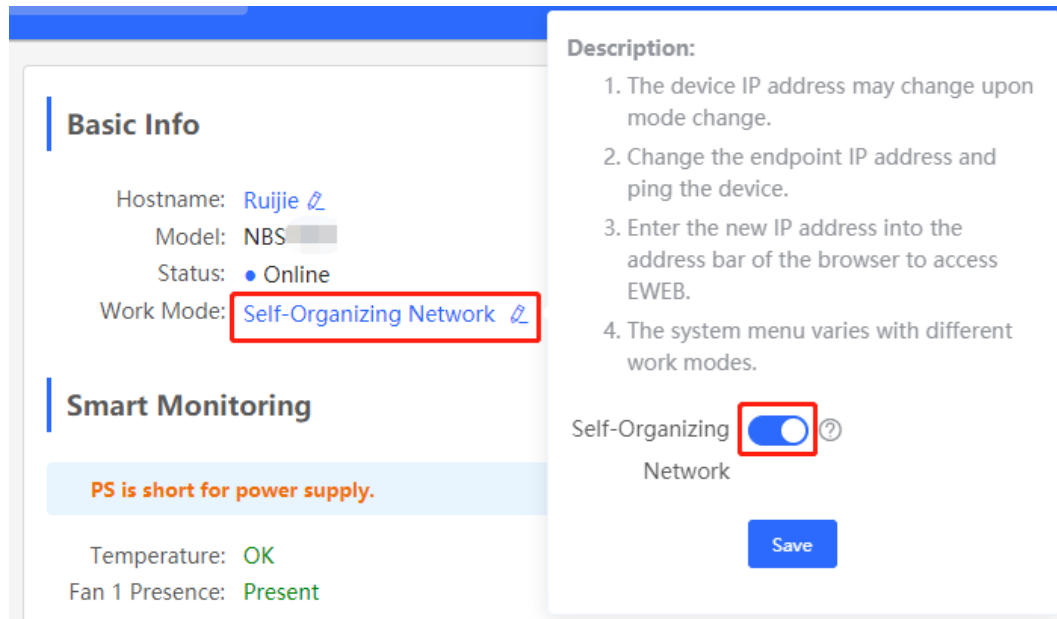 Basic Info
Hostname: Ruijie
Model: NBS
Status: Online
Work Mode: Self-Organizing Network
Smart Monitoring
PS is short for power supply.
Temperature: OK
Fan 1 Presence: Present
Description:
1. The device IP address may change upon
mode change.
2. Change the endpoint IP address and
ping the device.
3. Enter the new IP address into the
address bar of the browser to access
EWEB.
4. The system menu varies with different
work modes.
Self-Organizing
Network
Save